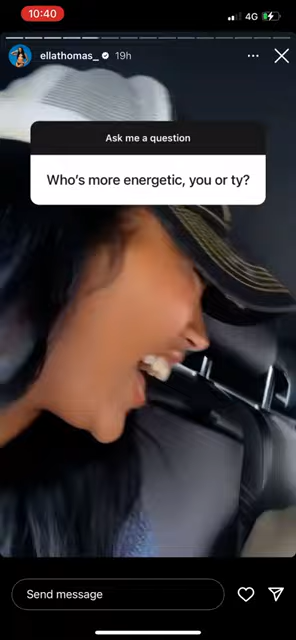 10:40
4G
ellathomas_ 19h
Ask me a question
Who's more energetic, you or ty?
Send message